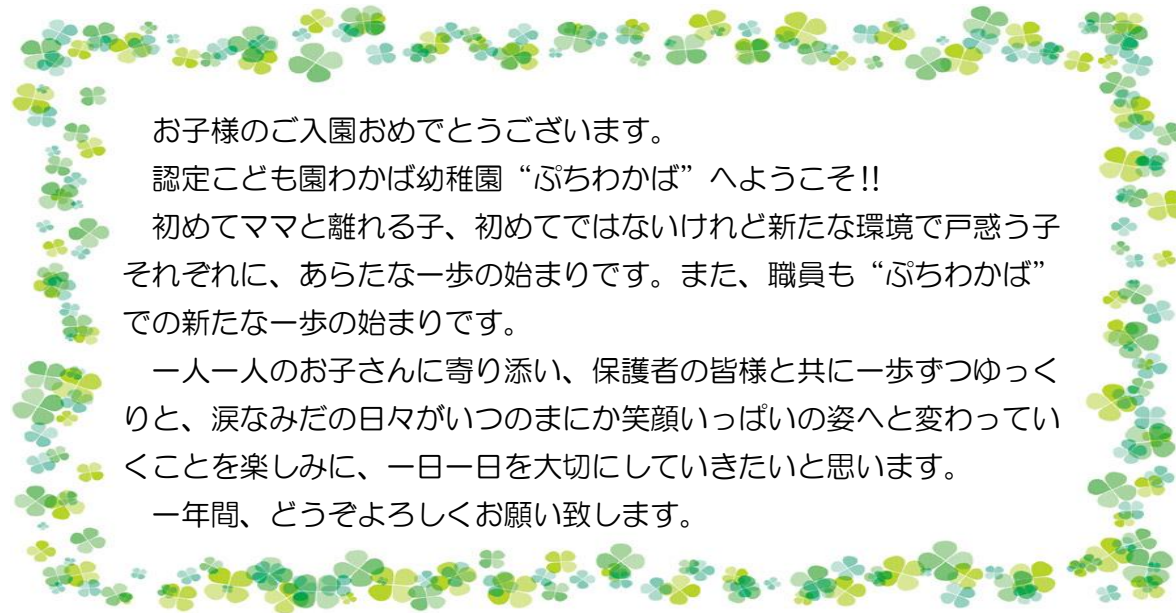 お子様のご入園おめでとうございます。
認定こども園わかば幼稚園“ぷちわかば”へようこそ!!
初めてママと離れる子、初めてではないけれど新たな環境で戸惑う子
それぞれに、あらたな一歩の始まりです。また、職員も“ぷちわかば”
での新たな一歩の始まりです。
一人一人のお子さんに寄り添い、保護者の皆様と共に一歩ずつゆっく
りと、涙なみだの日々がいつのまにか笑顔いっぱいの姿へと変わってい
くことを楽しみに、一日一日を大切にしていきたいと思います。
一年間、どうぞよろしくお願い致します。